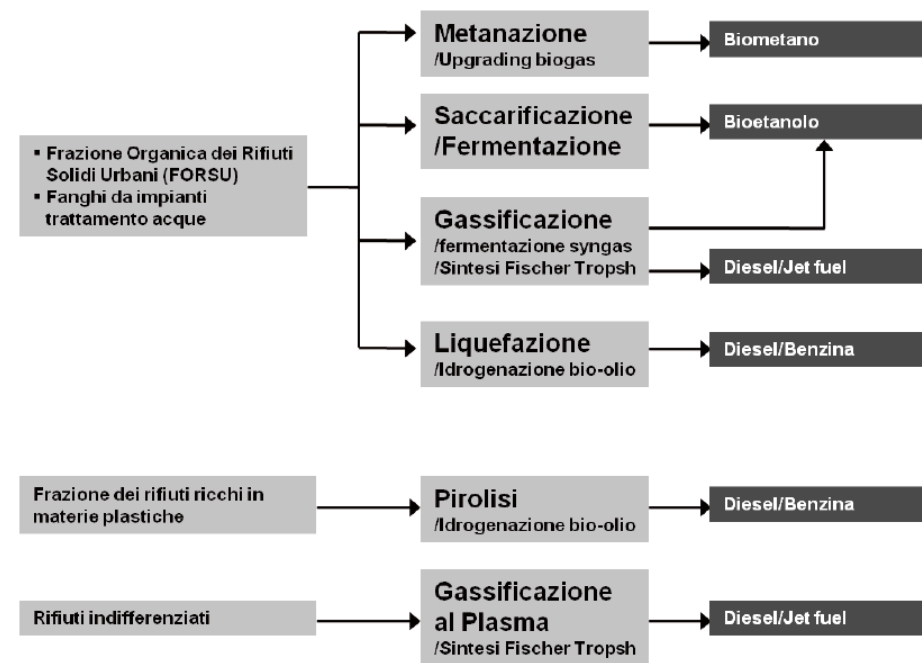 Metanazione
/Upgrading biogas
Biometano
Saccarificazione
/Fermentazione
Bioetanolo
▪ Frazione Organica dei Rifiuti
Solidi Urbani (FORSU)
▪ Fanghi da impianti
trattamento acque
Gassificazione
/fermentazione syngas
/Sintesi Fischer Tropsh
Diesel/Jet fuel
Liquefazione
/Idrogenazione bio-olio
Diesel/Benzina
Frazione dei rifiuti ricchi in
materie plastiche
Pirolisi
/Idrogenazione bio-olio
Diesel/Benzina
Rifiuti indifferenziati
Gassificazione
al Plasma
/Sintesi Fischer Tropsh
Diesel/Jet fuel